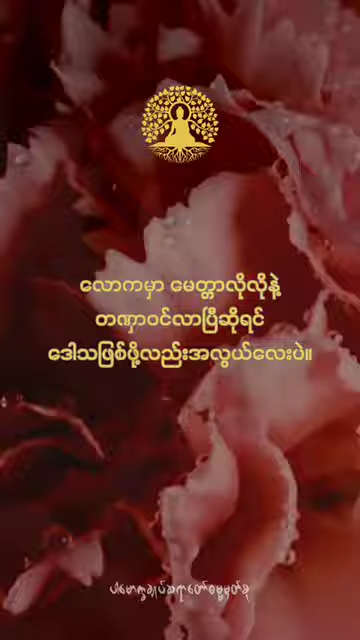 လောကမှာ မေတ္တာလိုလိုနဲ့
တဏှာဝင်လာပြီဆိုရင်
ဒေါသဖြစ်ဖို့လည်းအလွယ်လေးပဲ။